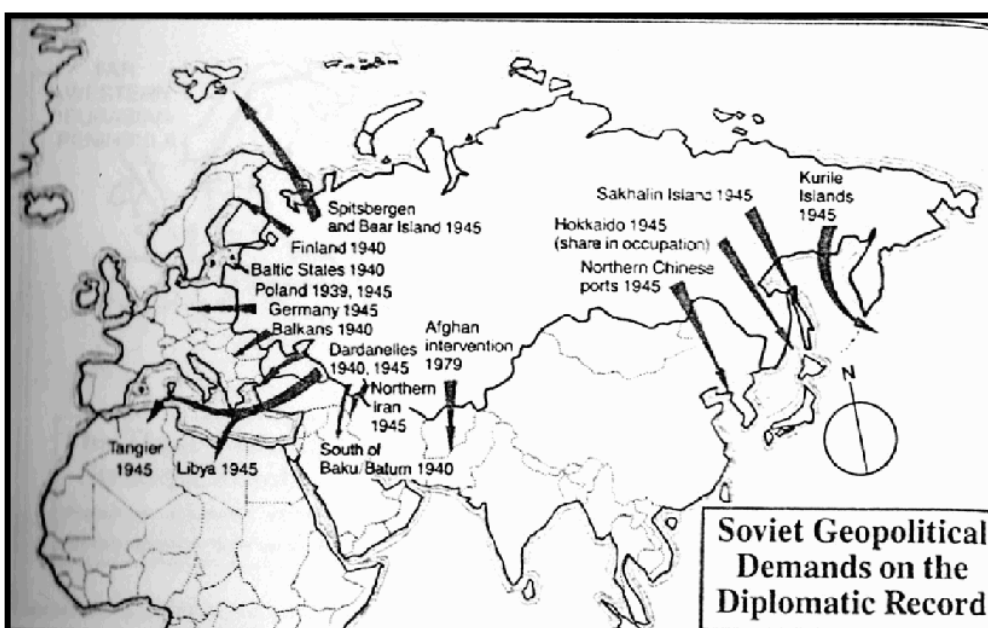 Spitsbergen
and Bear Island 1945
Finland 1940
Baltic States 1940
Poland 1939, 1945
Germany 1945
Balkans 1940
Dardanelles
1940, 1945
Tangier
1945
Libya 1945
Northern
Iran
1945
South of
Baku/Batum 1940
Afghan
intervention
1979
Sakhalin Island 1945
Hokkaido 1945
(share in occupation)
Northern Chinese
ports 1945
Kurile
Islands
1945
N
Soviet Geopolitical
Demands on the
Diplomatic Record